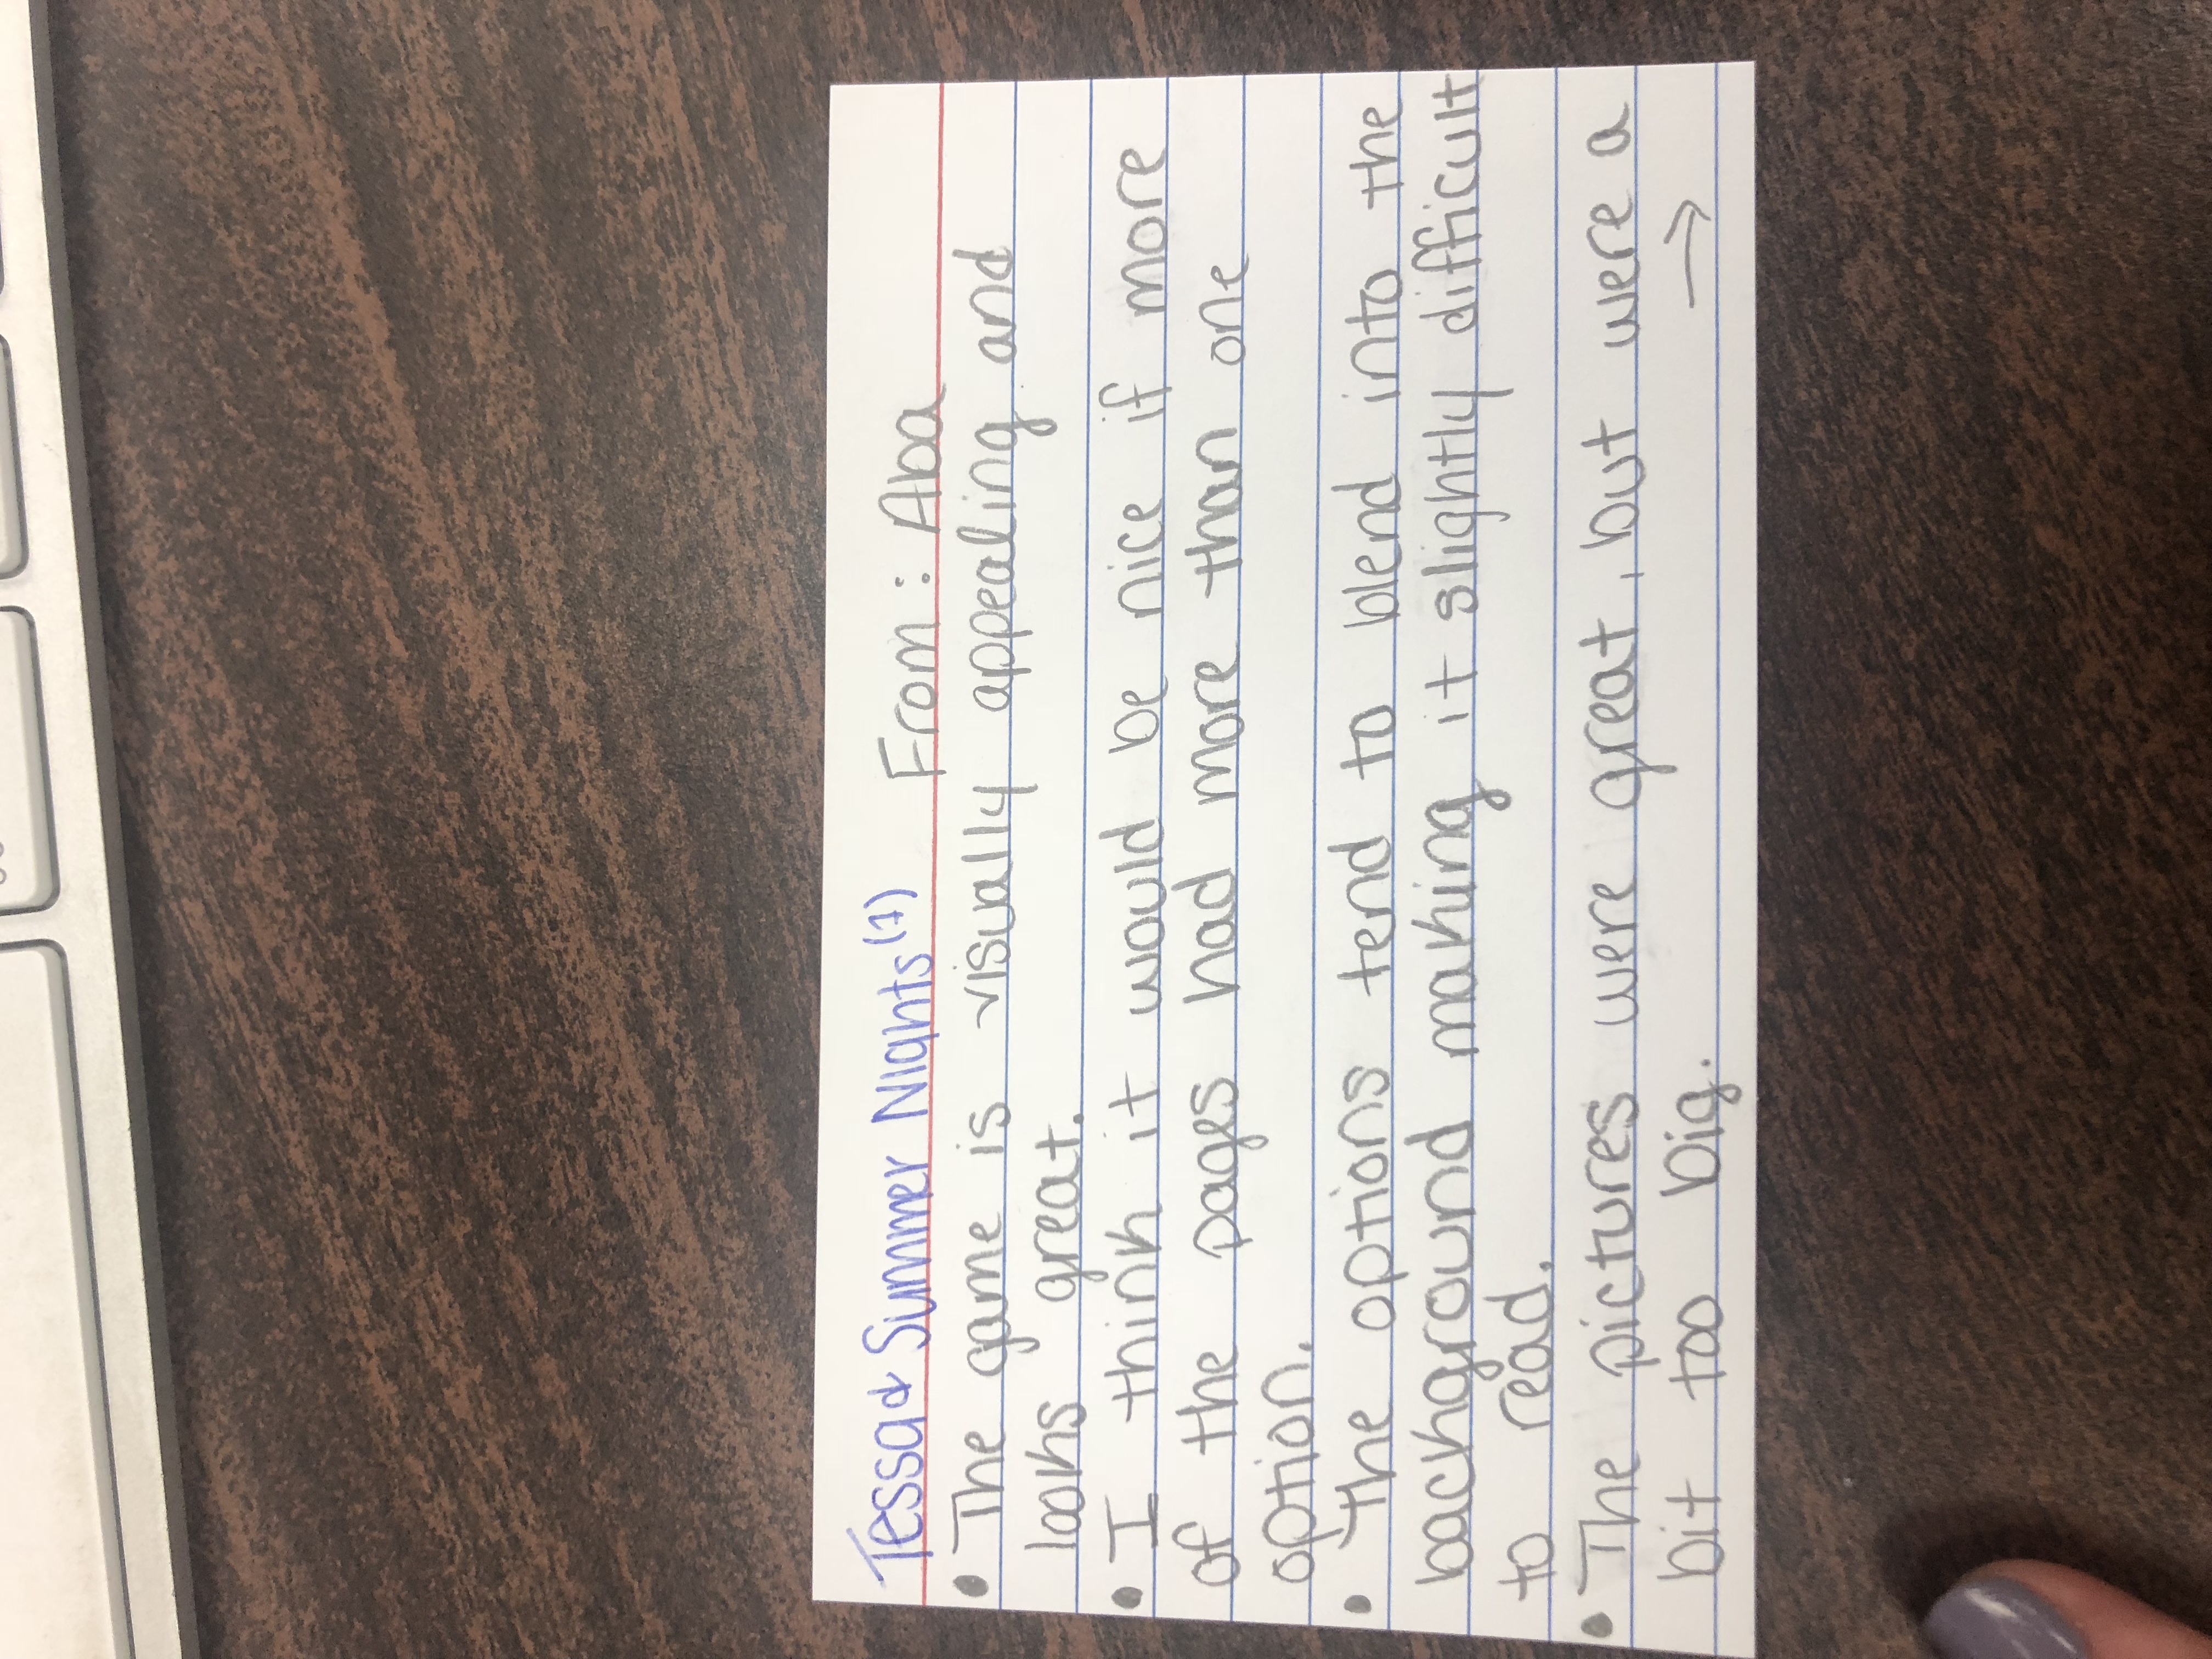 Tessa & Summer Nights (7) From: Aba
• The game is visually appealing and
looks great.
• I think it would be nice if more
of the pages had more than one
option.
• The options tend to blend into the
background making it slightly difficult
to read.
• The pictures were great, but were a
bit too big. →